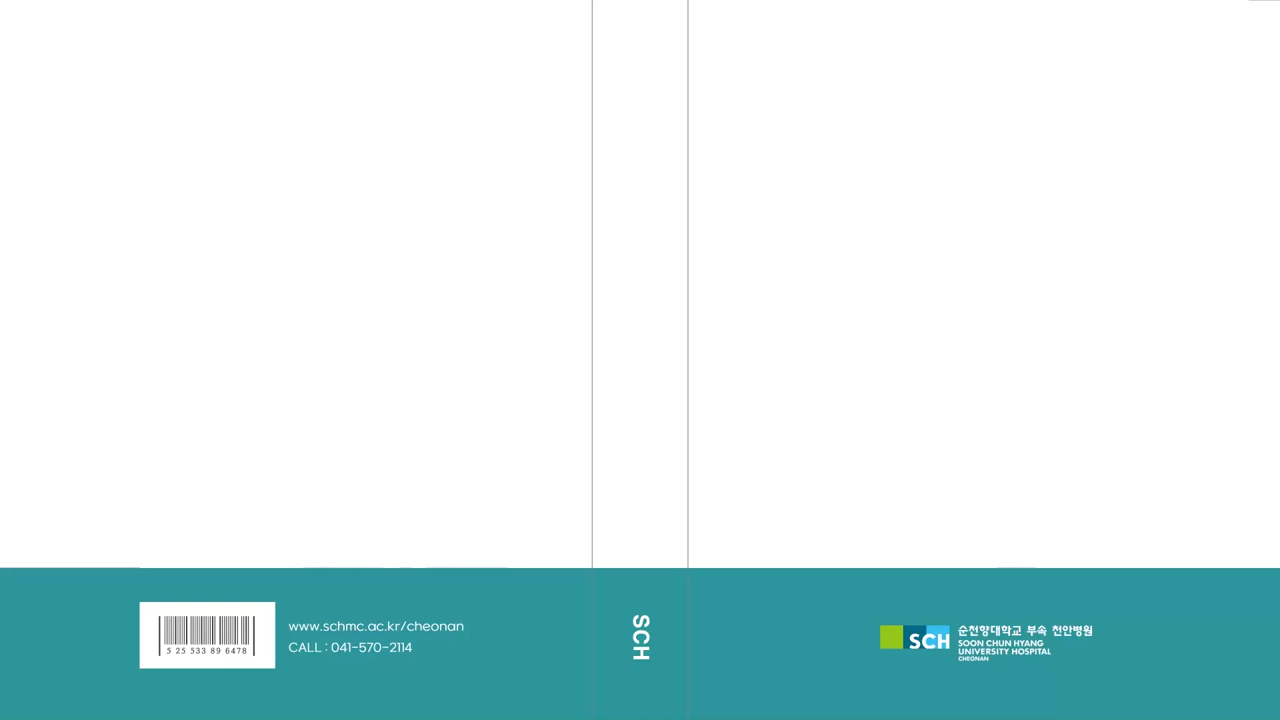 5 25 533 89 6478
www.schmc.ac.kr/cheonan
CALL : 041-570-2114
SCH
SCH
순천향대학교 부속 천안병원
SOON CHUN HYANG
UNIVERSITY HOSPITAL
CHEONAN